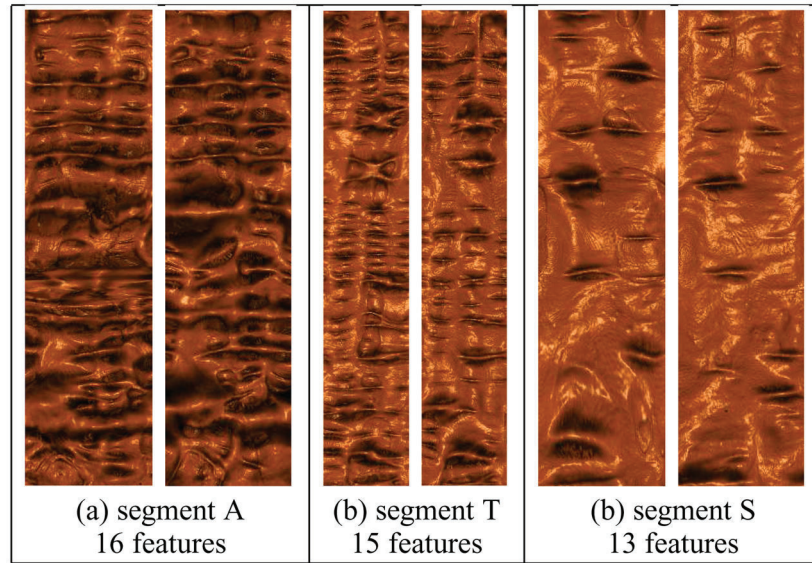 (a) segment A
16 features
(b) segment T
15 features
(b) segment S
13 features